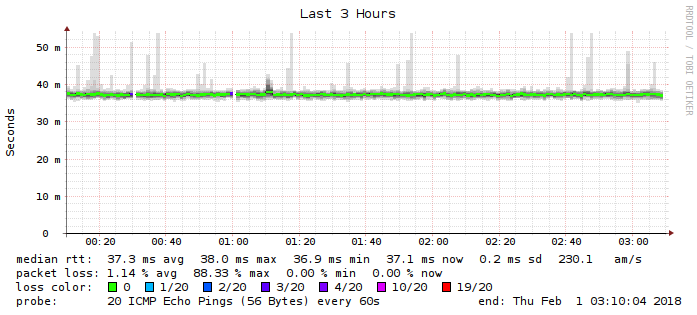 Last 3 Hours
RRDTOOL / TOBI OETIKER
Seconds
50 m
40 m
30 m
20 m
10 m
0
00:20 00:40 01:00 01:20 01:40 02:00 02:20 02:40 03:00
median rtt: 37.3 ms avg 38.0 ms max 36.9 ms min 37.1 ms now 0.2 ms sd 230.1 am/s
packet loss: 1.14 % avg 88.33 % max 0.00 % min 0.00 % now
loss color: 0 1/20 2/20 3/20 4/20 10/20 19/20
probe: 20 ICMP Echo Pings (56 Bytes) every 60s end: Thu Feb 1 03:10:04 2018